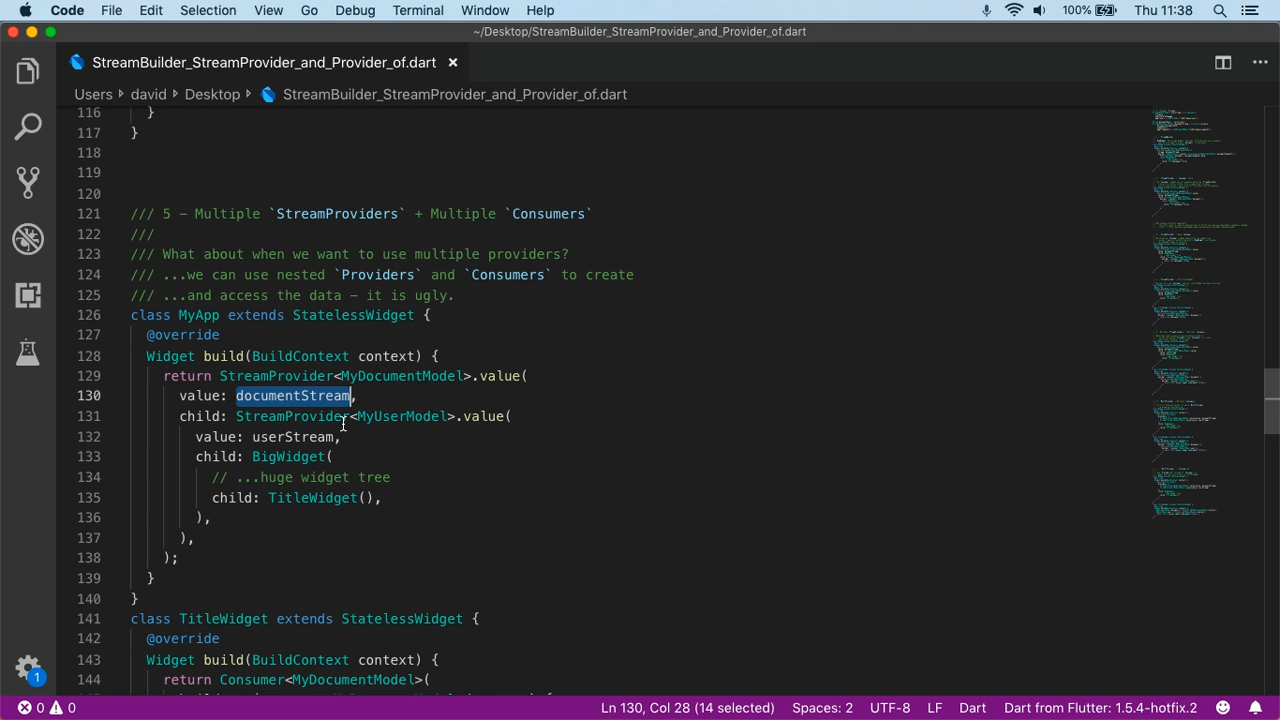 Code File Edit Selection View Go Debug Terminal Window Help 100% Thu 11:38
~/Desktop/StreamBuilder_StreamProvider_and_Provider_of.dart
StreamBuilder_StreamProvider_and_Provider_of.dart ×
Users › david › Desktop › StreamBuilder_StreamProvider_and_Provider_of.dart
116 }
117 }
118
119
120
121 /// 5 – Multiple `StreamProviders` + Multiple `Consumers`
122 ///
123 /// What about when we want to use multiple providers?
124 /// ...we can use nested `Providers` and `Consumers` to create
125 /// ...and access the data – it is ugly.
126 class MyApp extends StatelessWidget {
127 @override
128 Widget build(BuildContext context) {
129 return StreamProvider<MyDocumentModel>.value(
130 value: documentStream,
131 child: StreamProvider<MyUserModel>.value(
132 value: userStream,
133 child: BigWidget(
134 // ...huge widget tree
135 child: TitleWidget(),
136 ),
137 ),
138 );
139 }
140 }
141 class TitleWidget extends StatelessWidget {
142 @override
143 Widget build(BuildContext context) {
144 return Consumer<MyDocumentModel>(
1
0 0 Ln 130, Col 28 (14 selected) Spaces: 2 UTF-8 LF Dart Dart from Flutter: 1.5.4-hotfix.2